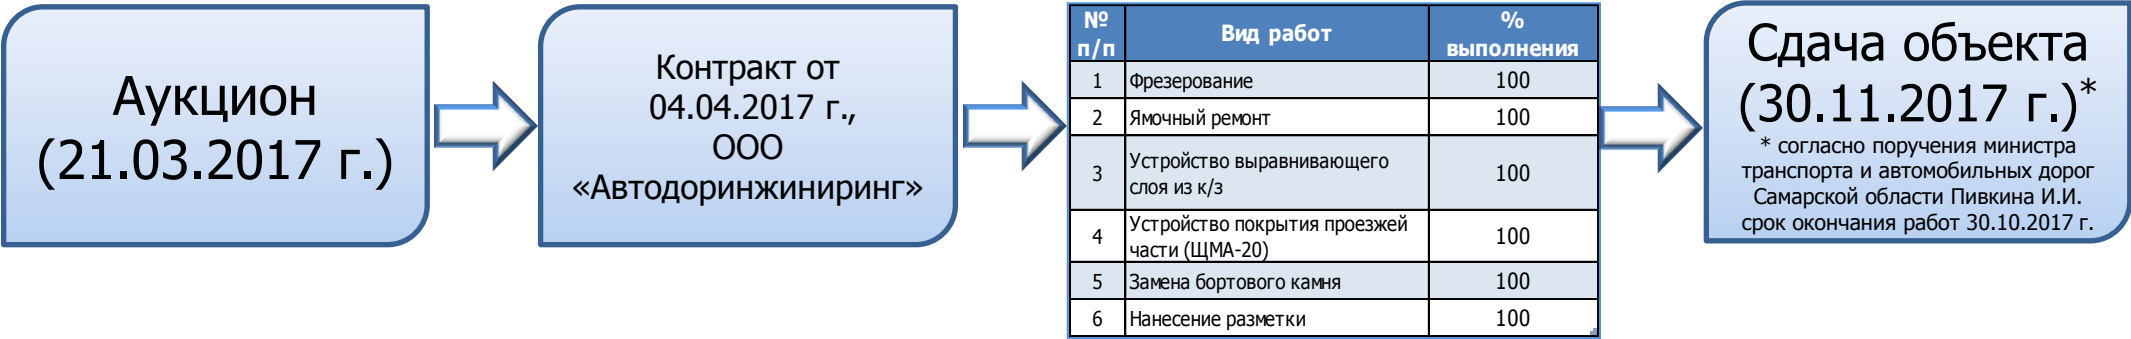 Аукцион
(21.03.2017 г.)
Контракт от
04.04.2017 г.,
ООО
«Автодоринжиниринг»
№ п/п Вид работ % выполнения
1 Фрезерование 100
2 Ямочный ремонт 100
3 Устройство выравнивающего
слоя из к/з 100
4 Устройство покрытия проезжей
части (ЩМА-20) 100
5 Замена бортового камня 100
6 Нанесение разметки 100
Сдача объекта
(30.11.2017 г.)*
* согласно поручения министра
транспорта и автомобильных дорог
Самарской области Пивкина И.И.
срок окончания работ 30.10.2017 г.